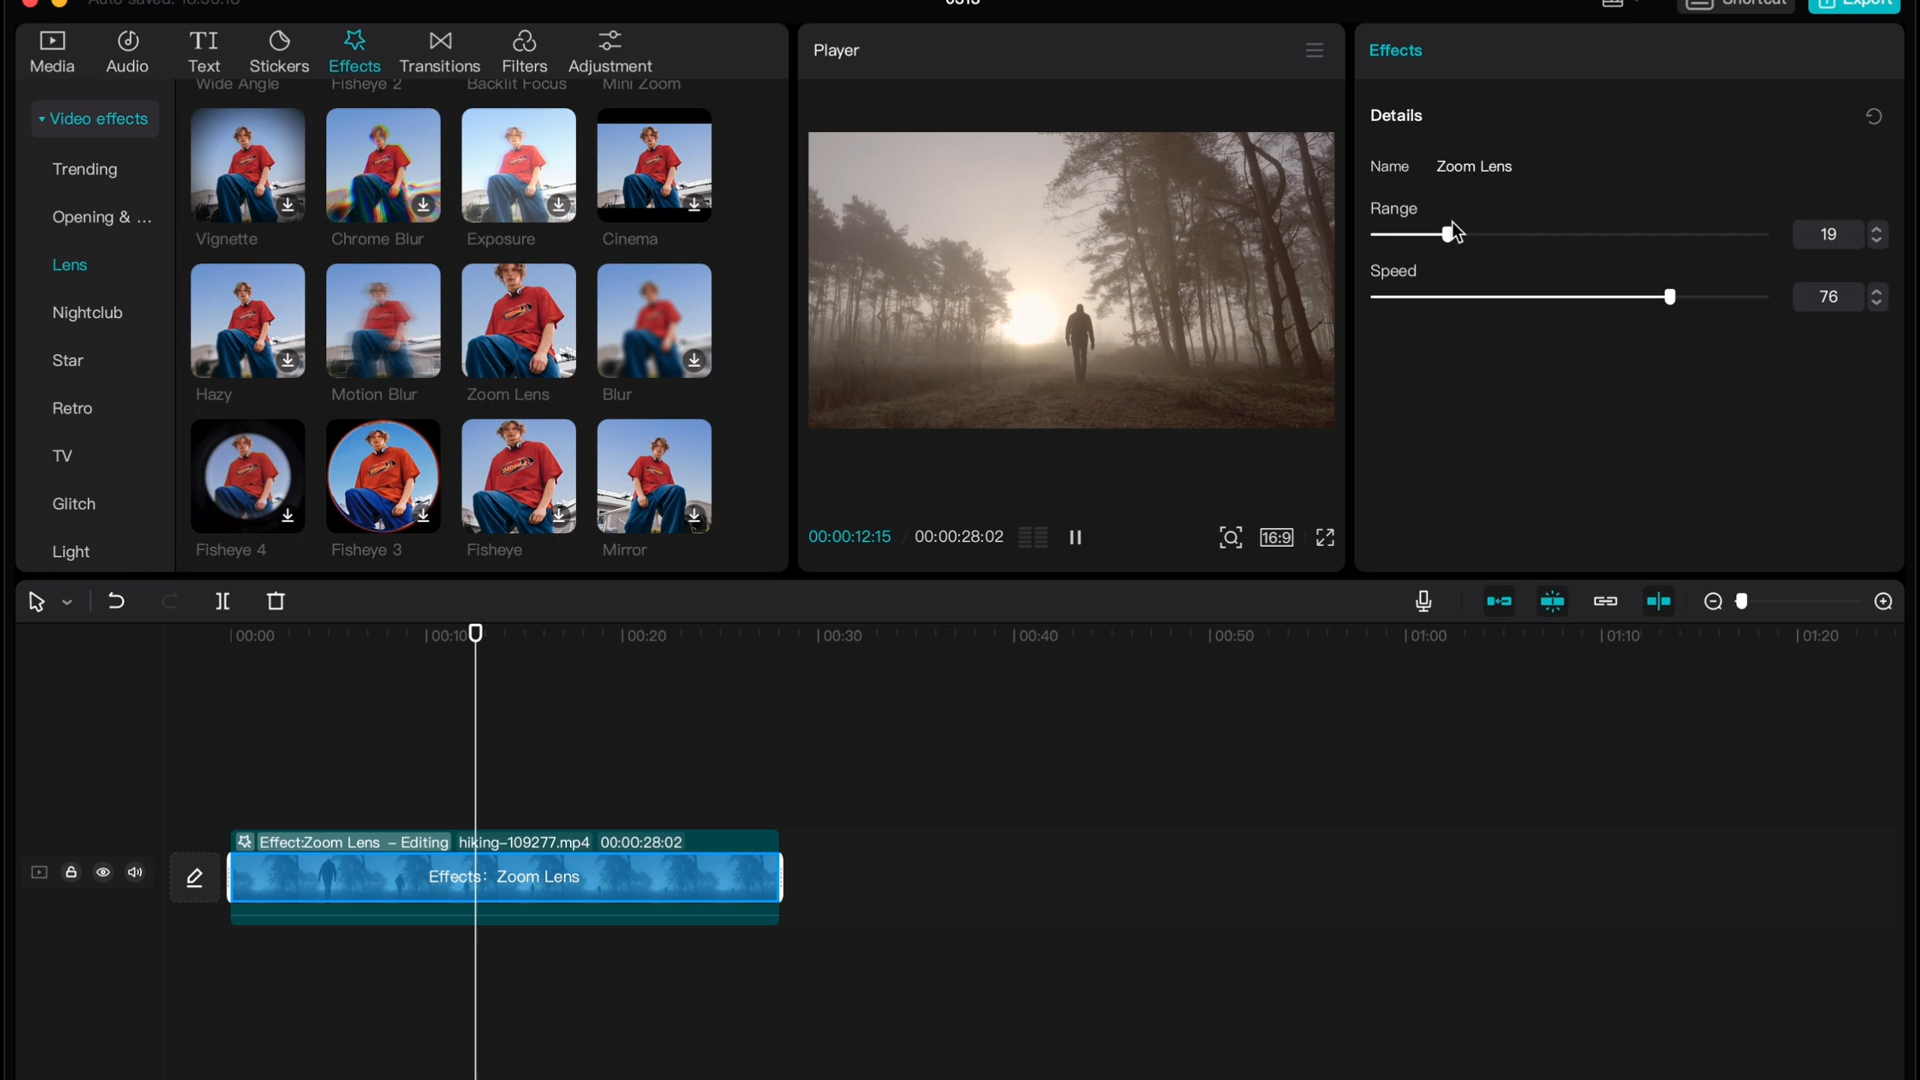 Media
Audio
Text
Stickers
Effects
Transitions
Filters
Adjustment
Video effects
Trending
Opening & ...
Lens
Nightclub
Star
Retro
TV
Glitch
Light
Wide Angle
Fisheye 2
Backlit Focus
Mini Zoom
Vignette
Chrome Blur
Exposure
Cinema
Hazy
Motion Blur
Zoom Lens
Blur
Fisheye 4
Fisheye 3
Fisheye
Mirror
Player
00:00:12:15 / 00:00:28:02
16:9
Shortcut
Export
Effects
Details
Name Zoom Lens
Range
19
Speed
76
00:00 00:10 00:20 00:30 00:40 00:50 01:00 01:10 01:20
Effect:Zoom Lens – Editing hiking–109277.mp4 00:00:28:02
Effects: Zoom Lens